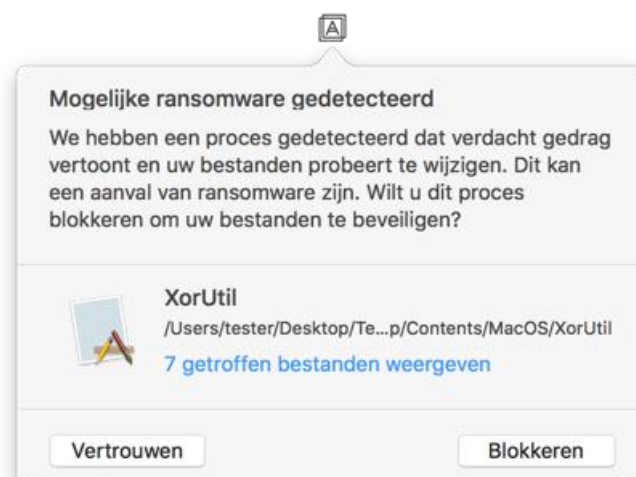 A
Mogelijke ransomware gedetecteerd
We hebben een proces gedetecteerd dat verdacht gedrag
vertoont en uw bestanden probeert te wijzigen. Dit kan
een aanval van ransomware zijn. Wilt u dit proces
blokkeren om uw bestanden te beveiligen?
XorUtil
/Users/tester/Desktop/Te...p/Contents/MacOS/XorUtil
7 getroffen bestanden weergeven
Vertrouwen
Blokkeren